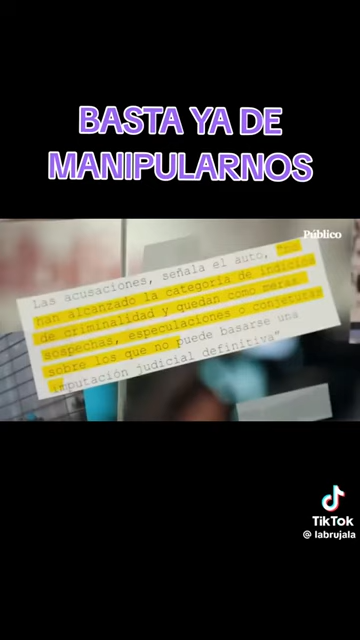 BASTA YA DE
MANIPULARNOS
Público
Las acusaciones, señala el auto, "no
han alcanzado la categoría de indicios
de criminalidad y quedan como meras
sospechas, especulaciones o conjeturas
sobre los que no puede basarse una
imputación judicial definitiva"
TikTok
@ labrujala